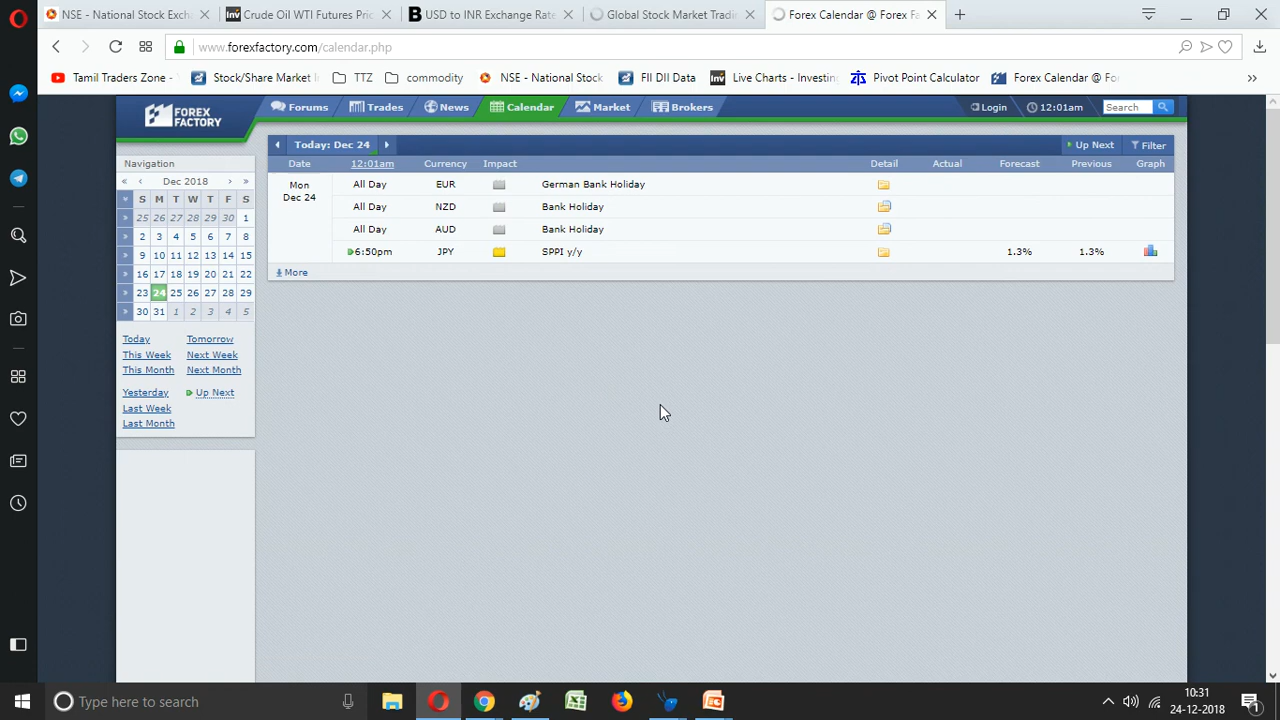 NSE - National Stock Exch
Crude Oil WTI Futures Pric
USD to INR Exchange Rate
Global Stock Market Tradi
Forex Calendar @ Forex Fa
www.forexfactory.com/calendar.php
Tamil Traders Zone -
Stock/Share Market I
TTZ
commodity
NSE - National Stock
FII DII Data
Live Charts - Investin
Pivot Point Calculator
Forex Calendar @ Fo
FOREX FACTORY
Forums
Trades
News
Calendar
Market
Brokers
Login
12:01am
Search
Navigation
« ‹ Dec 2018 › »
S M T W T F S
25 26 27 28 29 30 1
2 3 4 5 6 7 8
9 10 11 12 13 14 15
16 17 18 19 20 21 22
23 24 25 26 27 28 29
30 31 1 2 3 4 5
Today Tomorrow
This Week Next Week
This Month Next Month
Yesterday Up Next
Last Week
Last Month
Today: Dec 24
Up Next Filter
Date 12:01am Currency Impact Detail Actual Forecast Previous Graph
Mon Dec 24 All Day EUR German Bank Holiday
All Day NZD Bank Holiday
All Day AUD Bank Holiday
6:50pm JPY SPPI y/y 1.3% 1.3%
More
Type here to search
10:31
24-12-2018
1